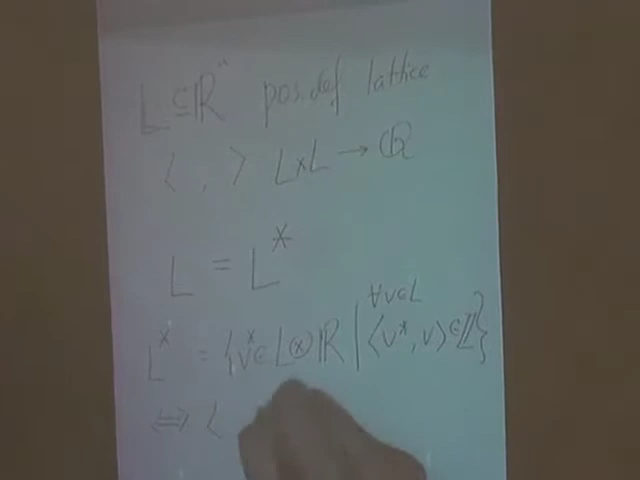 L ⊆ ℝⁿ pos.def lattice
⟨ , ⟩ L×L → ℚ
L = L*
∀v∈L
L* = {v* ∈ L⊗ℝ | ⟨v*, v⟩ ∈ ℤ}
⇔ ⟨